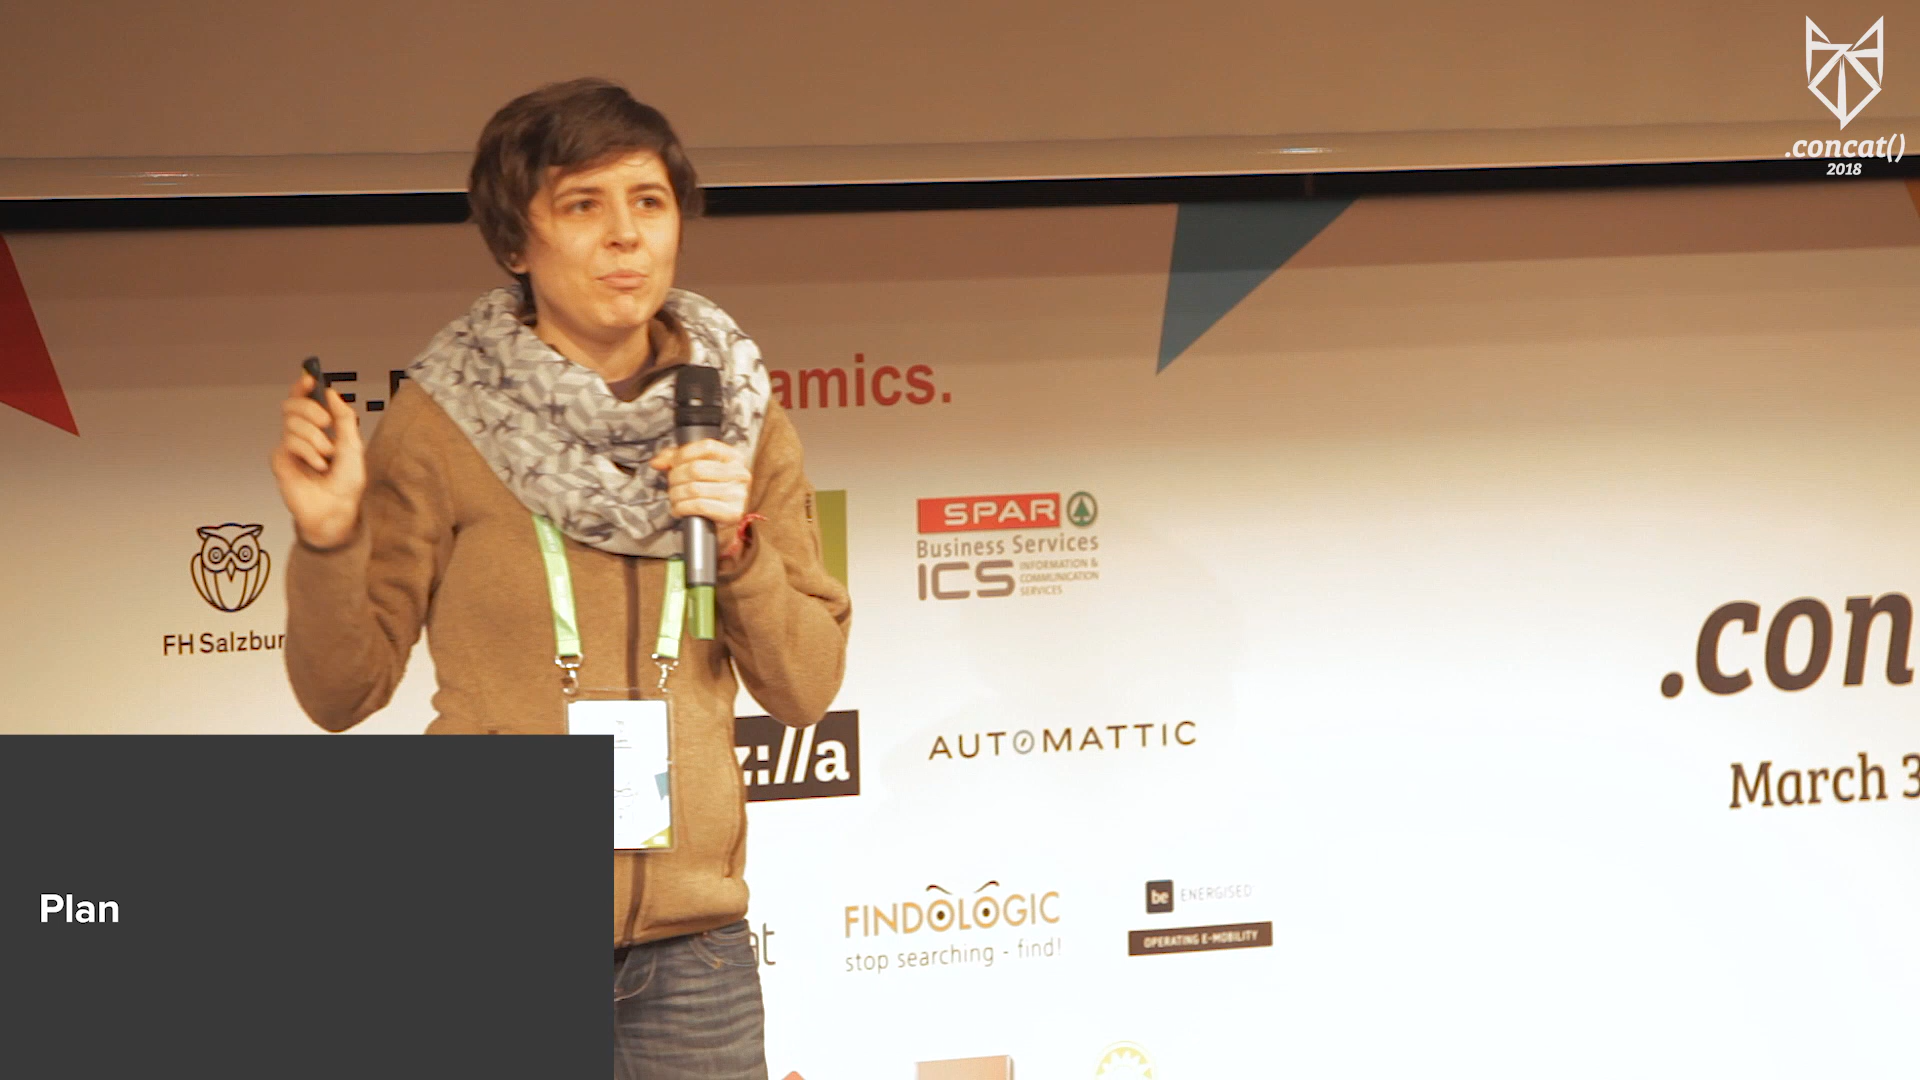 .concat()
2018
amics.
FH Salzbur
SPAR
Business Services
ICS
INFORMATION &
COMMUNICATION
SERVICES
z://a
AUTOMATTIC
.con
March 3
Plan
at
FINDOLOGIC
stop searching - find!
be ENERGISED
OPERATING E-MOBILITY